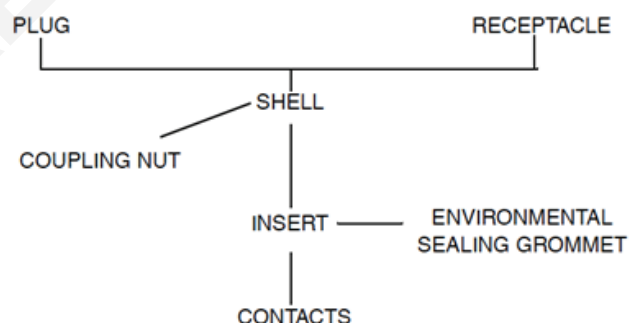 PLUG
RECEPTACLE
SHELL
COUPLING NUT
INSERT
ENVIRONMENTAL
SEALING GROMMET
CONTACTS